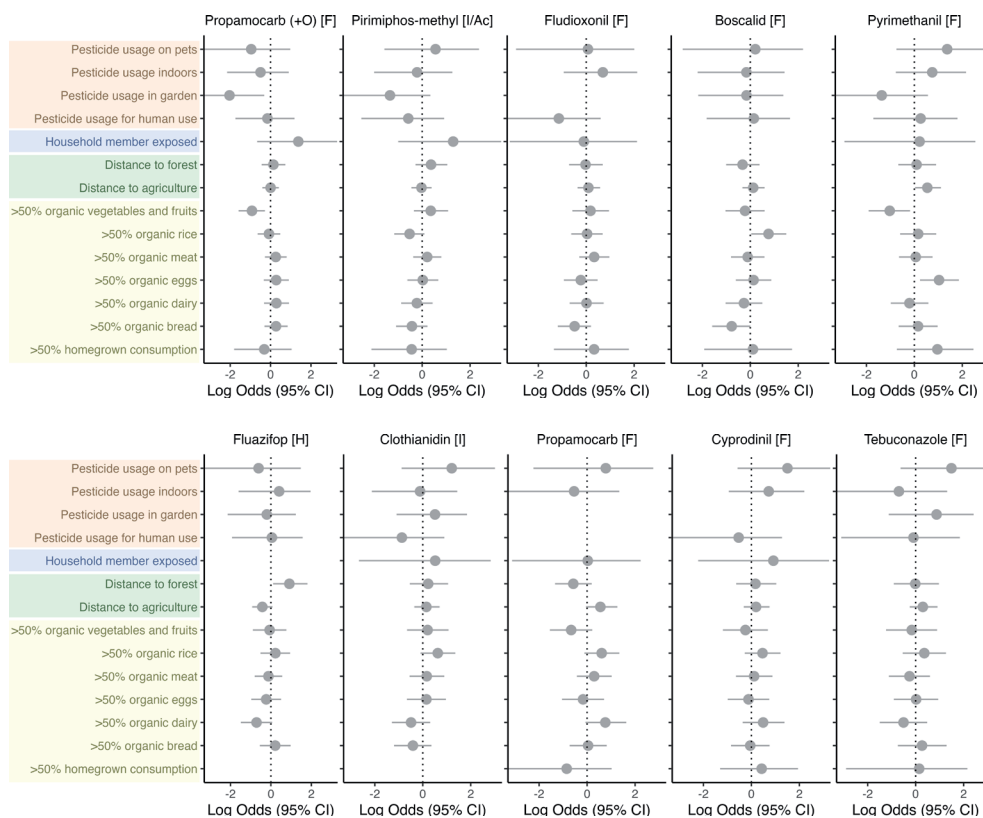 Propamocarb (+O) [F] Pirimiphos-methyl [I/Ac] Fludioxonil [F] Boscalid [F] Pyrimethanil [F]
Pesticide usage on pets
Pesticide usage indoors
Pesticide usage in garden
Pesticide usage for human use
Household member exposed
Distance to forest
Distance to agriculture
>50% organic vegetables and fruits
>50% organic rice
>50% organic meat
>50% organic eggs
>50% organic dairy
>50% organic bread
>50% homegrown consumption
-2 0 2 -2 0 2 -2 0 2 -2 0 2 -2 0 2
Log Odds (95% CI) Log Odds (95% CI) Log Odds (95% CI) Log Odds (95% CI) Log Odds (95% CI)
Fluazifop [H] Clothianidin [I] Propamocarb [F] Cyprodinil [F] Tebuconazole [F]
Pesticide usage on pets
Pesticide usage indoors
Pesticide usage in garden
Pesticide usage for human use
Household member exposed
Distance to forest
Distance to agriculture
>50% organic vegetables and fruits
>50% organic rice
>50% organic meat
>50% organic eggs
>50% organic dairy
>50% organic bread
>50% homegrown consumption
-2 0 2 -2 0 2 -2 0 2 -2 0 2 -2 0 2
Log Odds (95% CI) Log Odds (95% CI) Log Odds (95% CI) Log Odds (95% CI) Log Odds (95% CI)